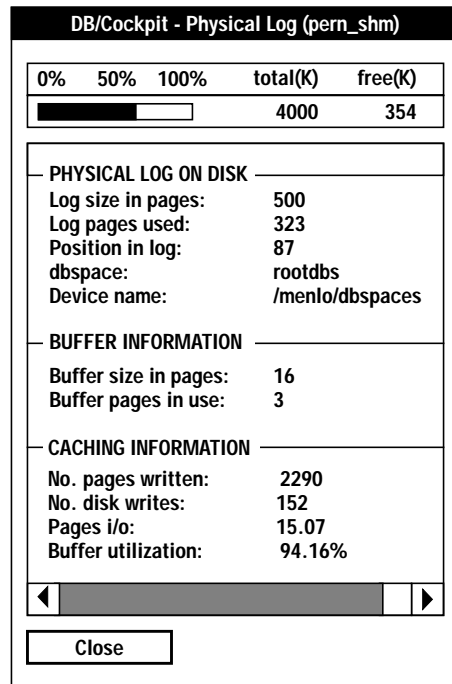 DB/Cockpit - Physical Log (pern_shm)
0% 50% 100% total(K) free(K)
4000 354
PHYSICAL LOG ON DISK
Log size in pages: 500
Log pages used: 323
Position in log: 87
dbspace: rootdbs
Device name: /menlo/dbspaces
BUFFER INFORMATION
Buffer size in pages: 16
Buffer pages in use: 3
CACHING INFORMATION
No. pages written: 2290
No. disk writes: 152
Pages i/o: 15.07
Buffer utilization: 94.16%
Close